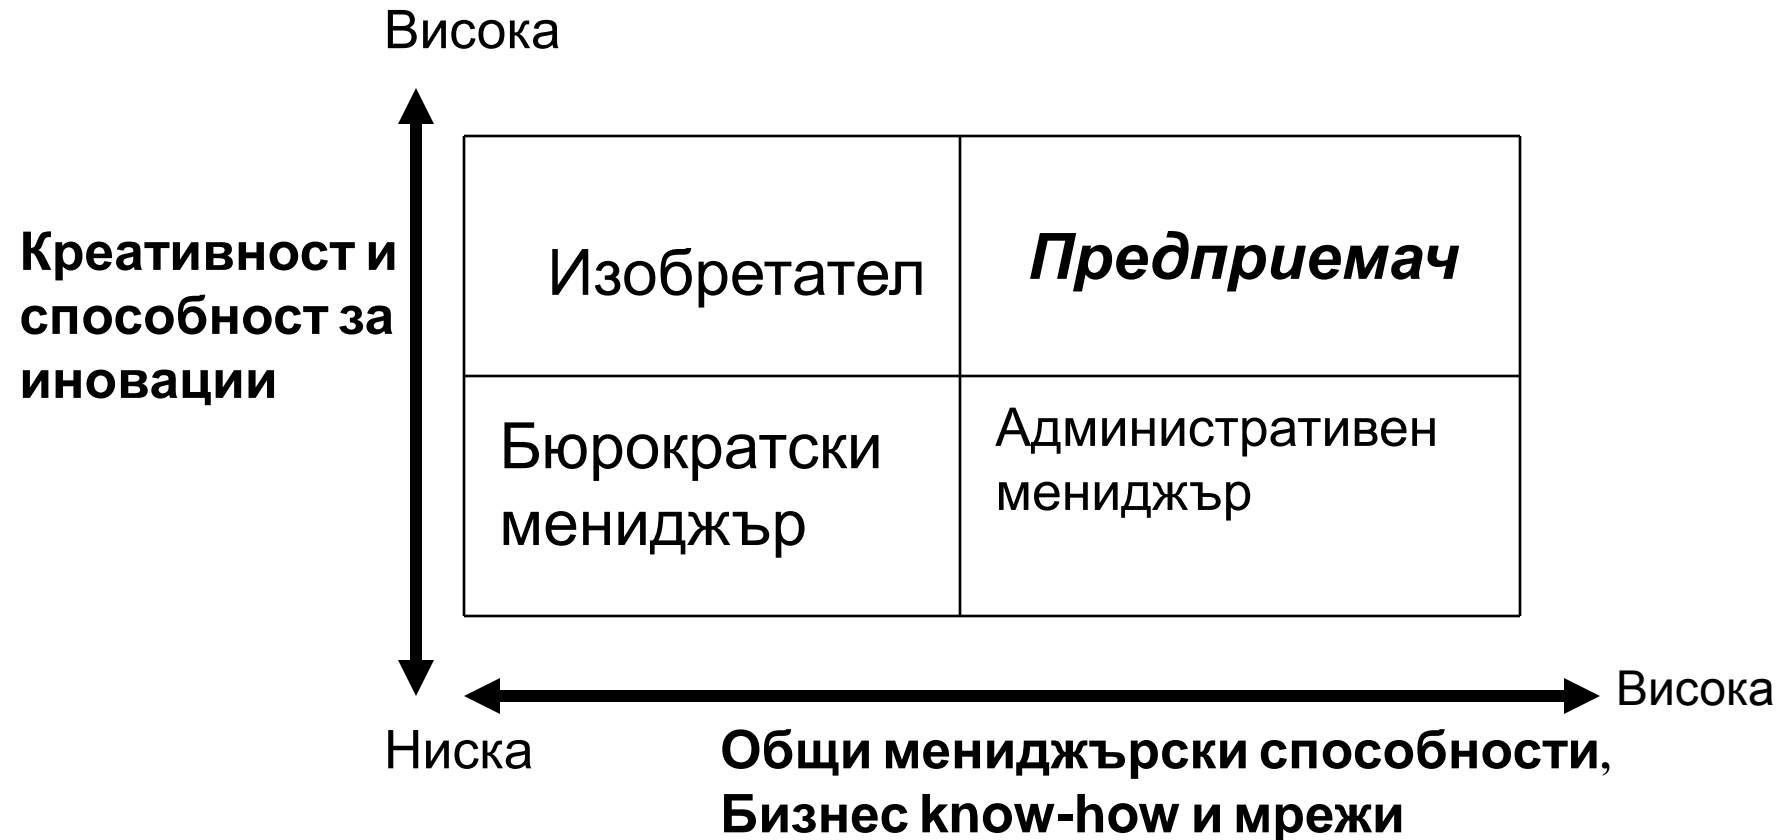 Висока
Креативност и
способност за
иновации
Изобретател
Предприемач
Бюрократски
мениджър
Административен
мениджър
Висока
Ниска
Общи мениджърски способности,
Бизнес know-how и мрежи